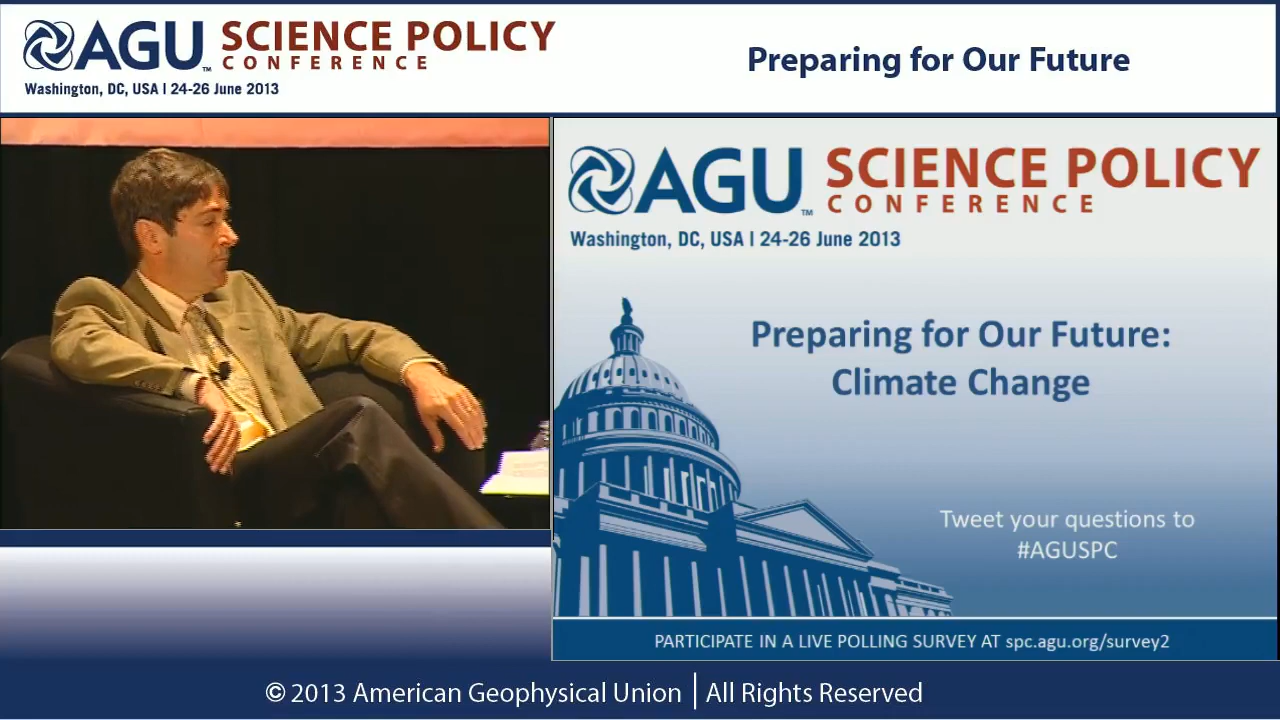 AGU™ SCIENCE POLICY
CONFERENCE
Washington, DC, USA | 24-26 June 2013
Preparing for Our Future
AGU™ SCIENCE POLICY
CONFERENCE
Washington, DC, USA | 24-26 June 2013
Preparing for Our Future:
Climate Change
Tweet your questions to
#AGUSPC
PARTICIPATE IN A LIVE POLLING SURVEY AT spc.agu.org/survey2
© 2013 American Geophysical Union | All Rights Reserved